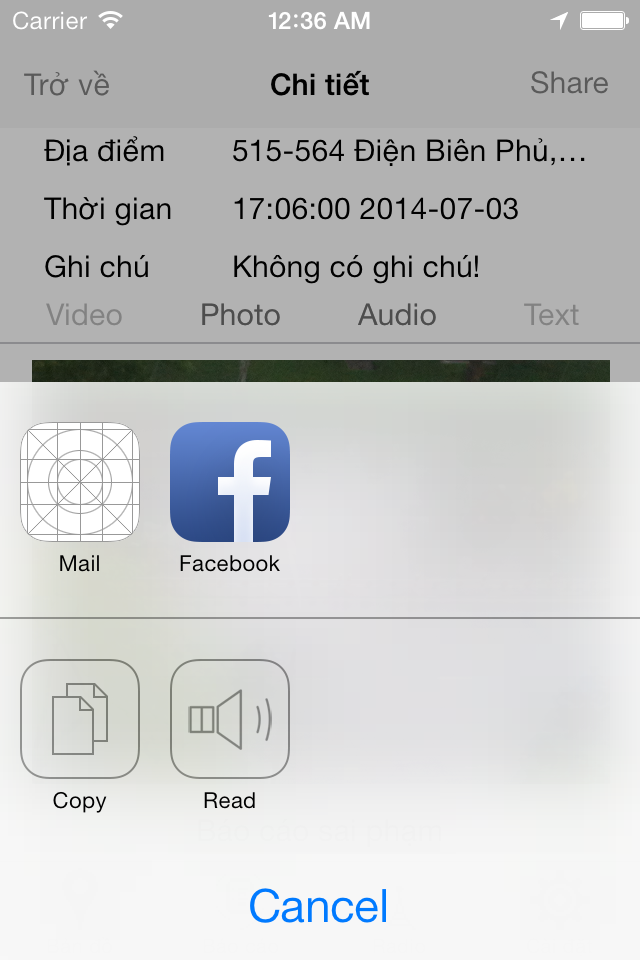 Carrier 12:36 AM
Trở về Chi tiết Share
Địa điểm 515-564 Điện Biên Phủ,...
Thời gian 17:06:00 2014-07-03
Ghi chú Không có ghi chú!
Video Photo Audio Text
Mail Facebook
Copy Read
Cancel